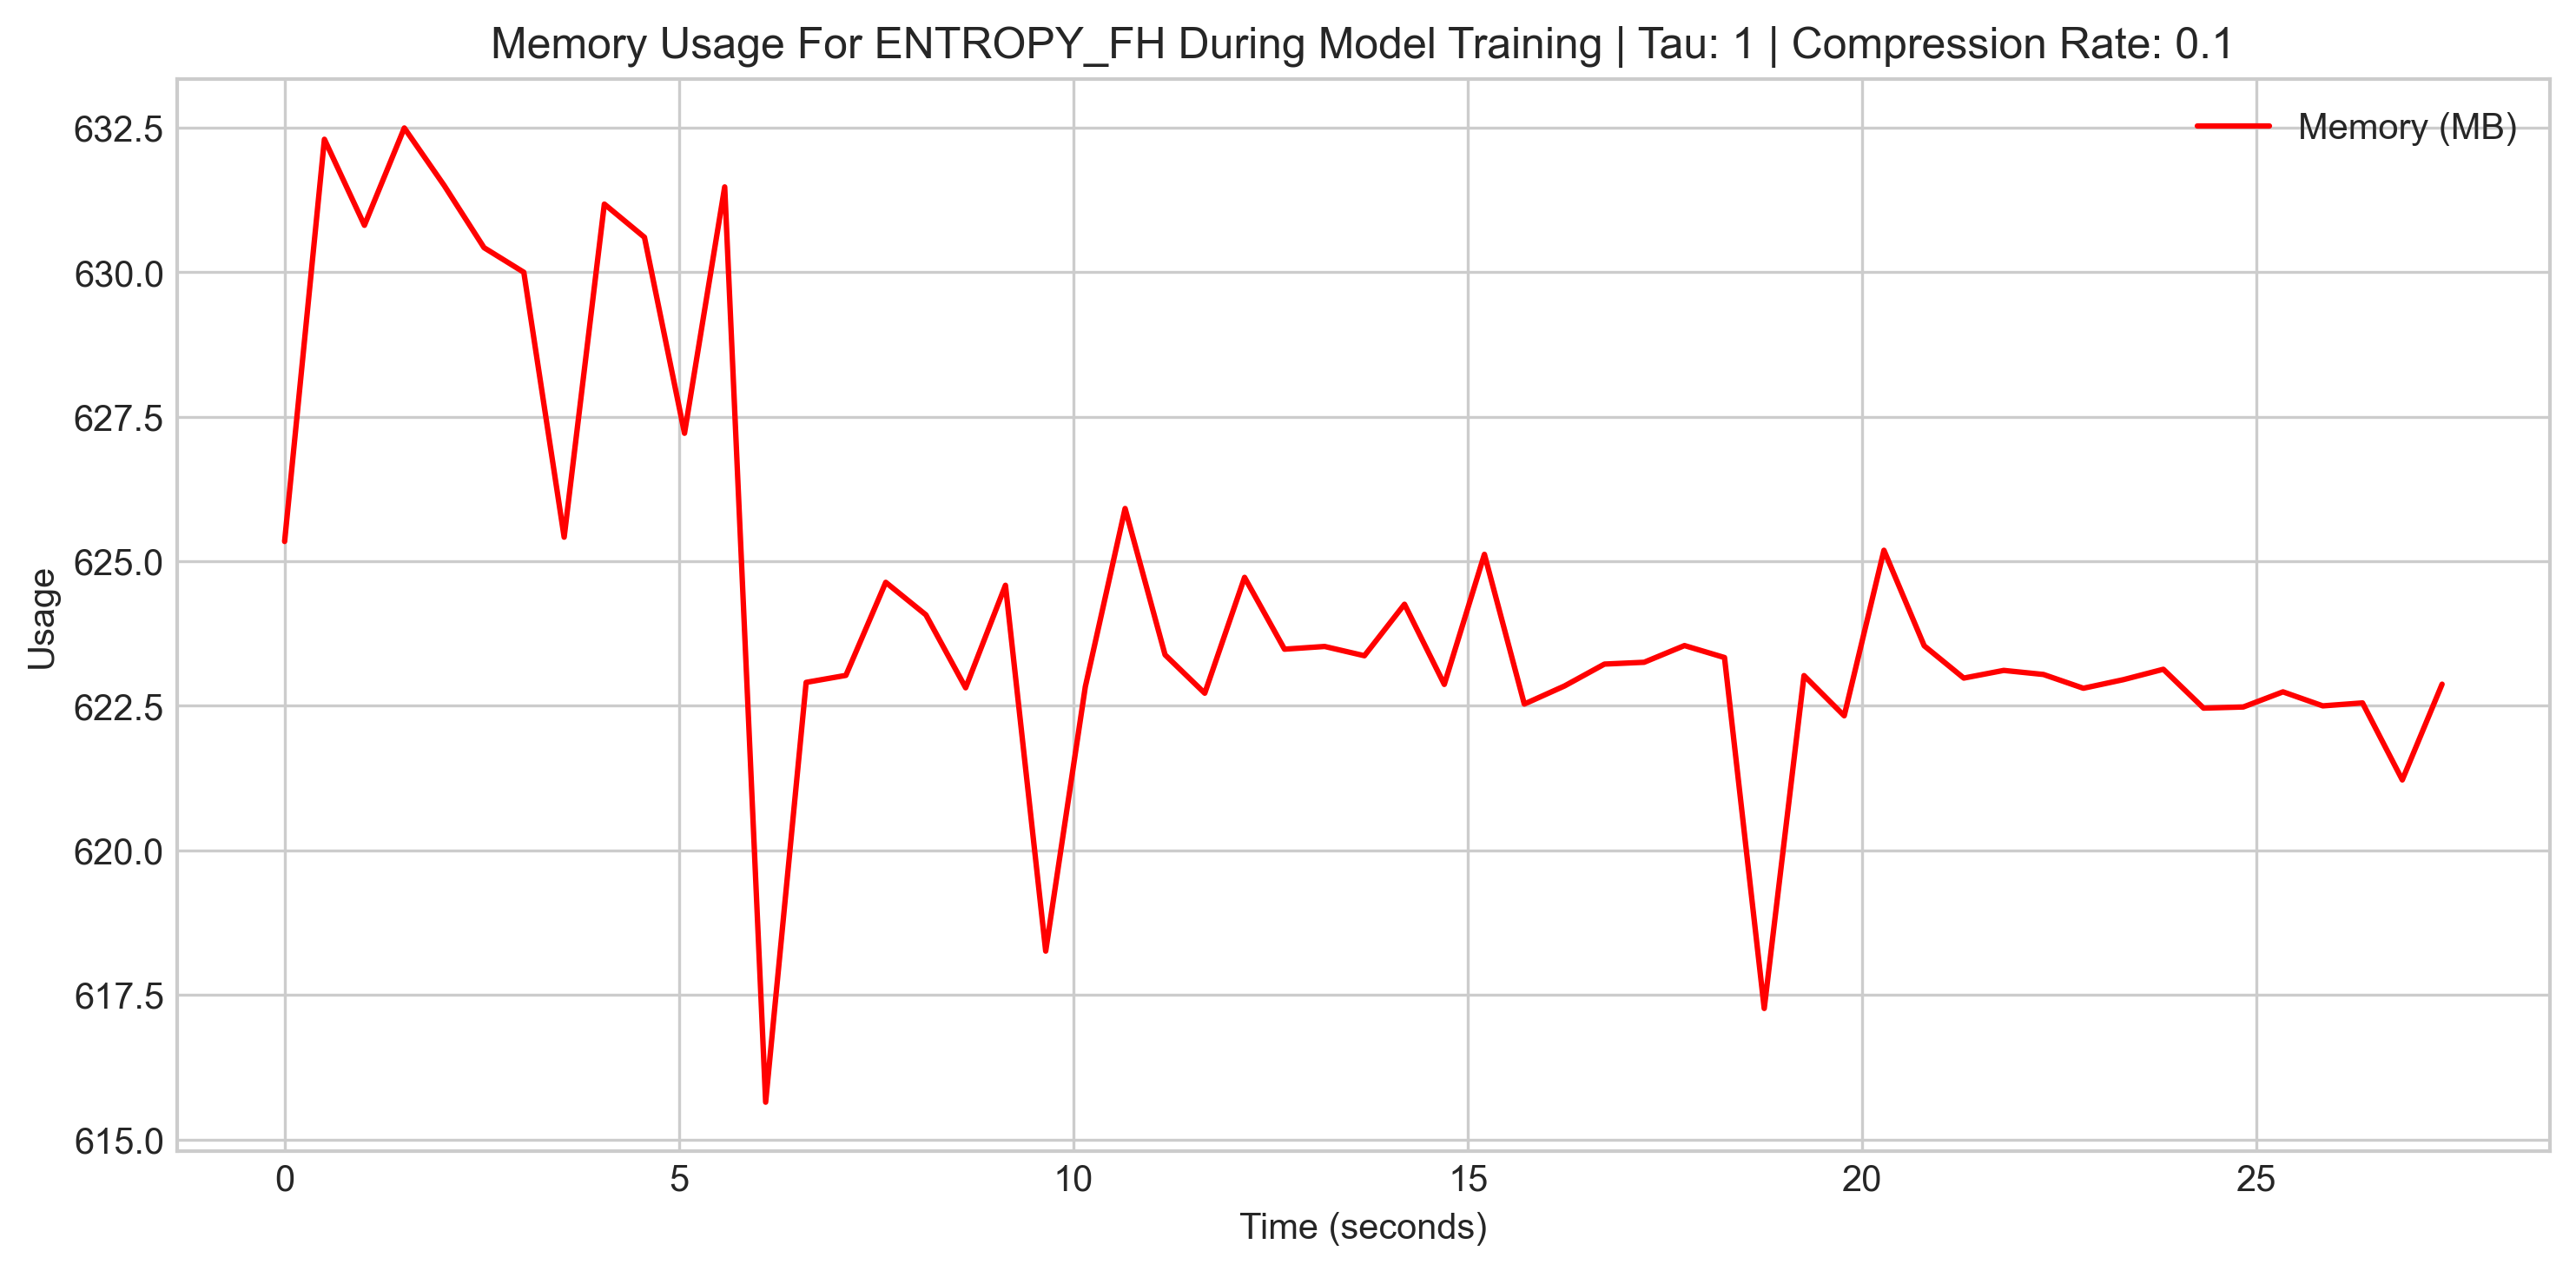 Memory Usage For ENTROPY_FH During Model Training | Tau: 1 | Compression Rate: 0.1
Memory (MB)
Usage
632.5
630.0
627.5
625.0
622.5
620.0
617.5
615.0
0 5 10 15 20 25
Time (seconds)